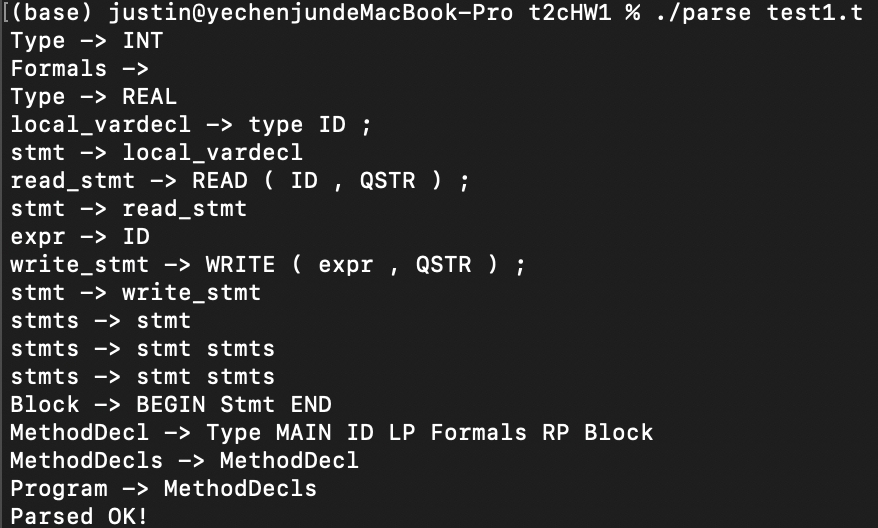 [(base) justin@yechenjundeMacBook-Pro t2cHW1 % ./parse test1.t
Type -> INT
Formals ->
Type -> REAL
local_vardecl -> type ID ;
stmt -> local_vardecl
read_stmt -> READ ( ID , QSTR ) ;
stmt -> read_stmt
expr -> ID
write_stmt -> WRITE ( expr , QSTR ) ;
stmt -> write_stmt
stmts -> stmt
stmts -> stmt stmts
stmts -> stmt stmts
Block -> BEGIN Stmt END
MethodDecl -> Type MAIN ID LP Formals RP Block
MethodDecls -> MethodDecl
Program -> MethodDecls
Parsed OK!